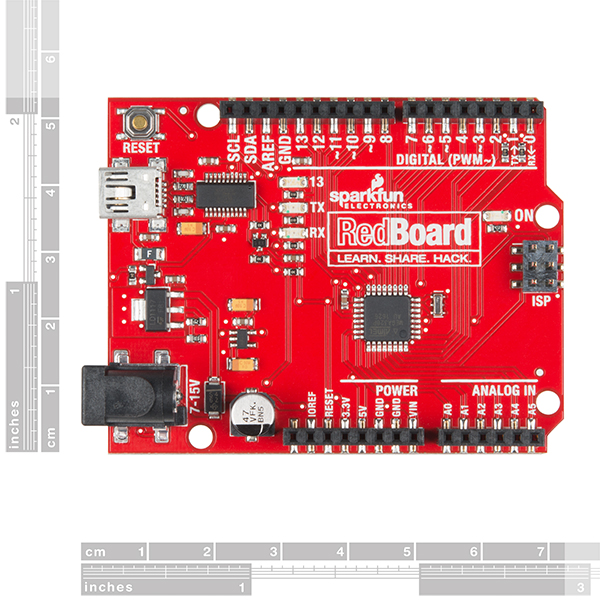 RESET
SCL
SDA
AREF
GND
13
12
11~
10~
9~
8
7
6~
5~
4
3~
2
TX→1
RX←0
DIGITAL (PWM~)
13
TX
RX
sparkfun
ELECTRONICS
RedBoard
LEARN. SHARE. HACK.
ON
ISP
7-15V
47
VFK
BN5
POWER
ANALOG IN
IOREF
RESET
3.3V
5V
GND
GND
VIN
A0
A1
A2
A3
A4
A5
inches
1
2
cm
1
2
3
4
5
6
cm
1
2
3
4
5
6
7
inches
1
3